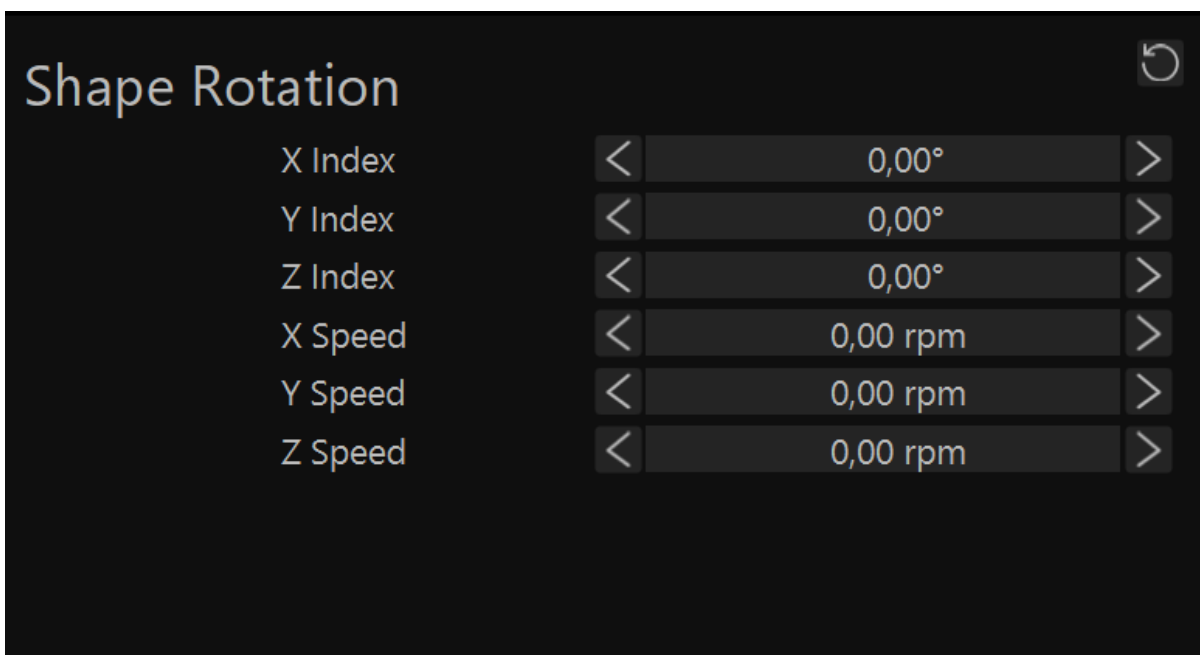 Shape Rotation
X Index < 0,00° >
Y Index < 0,00° >
Z Index < 0,00° >
X Speed < 0,00 rpm >
Y Speed < 0,00 rpm >
Z Speed < 0,00 rpm >